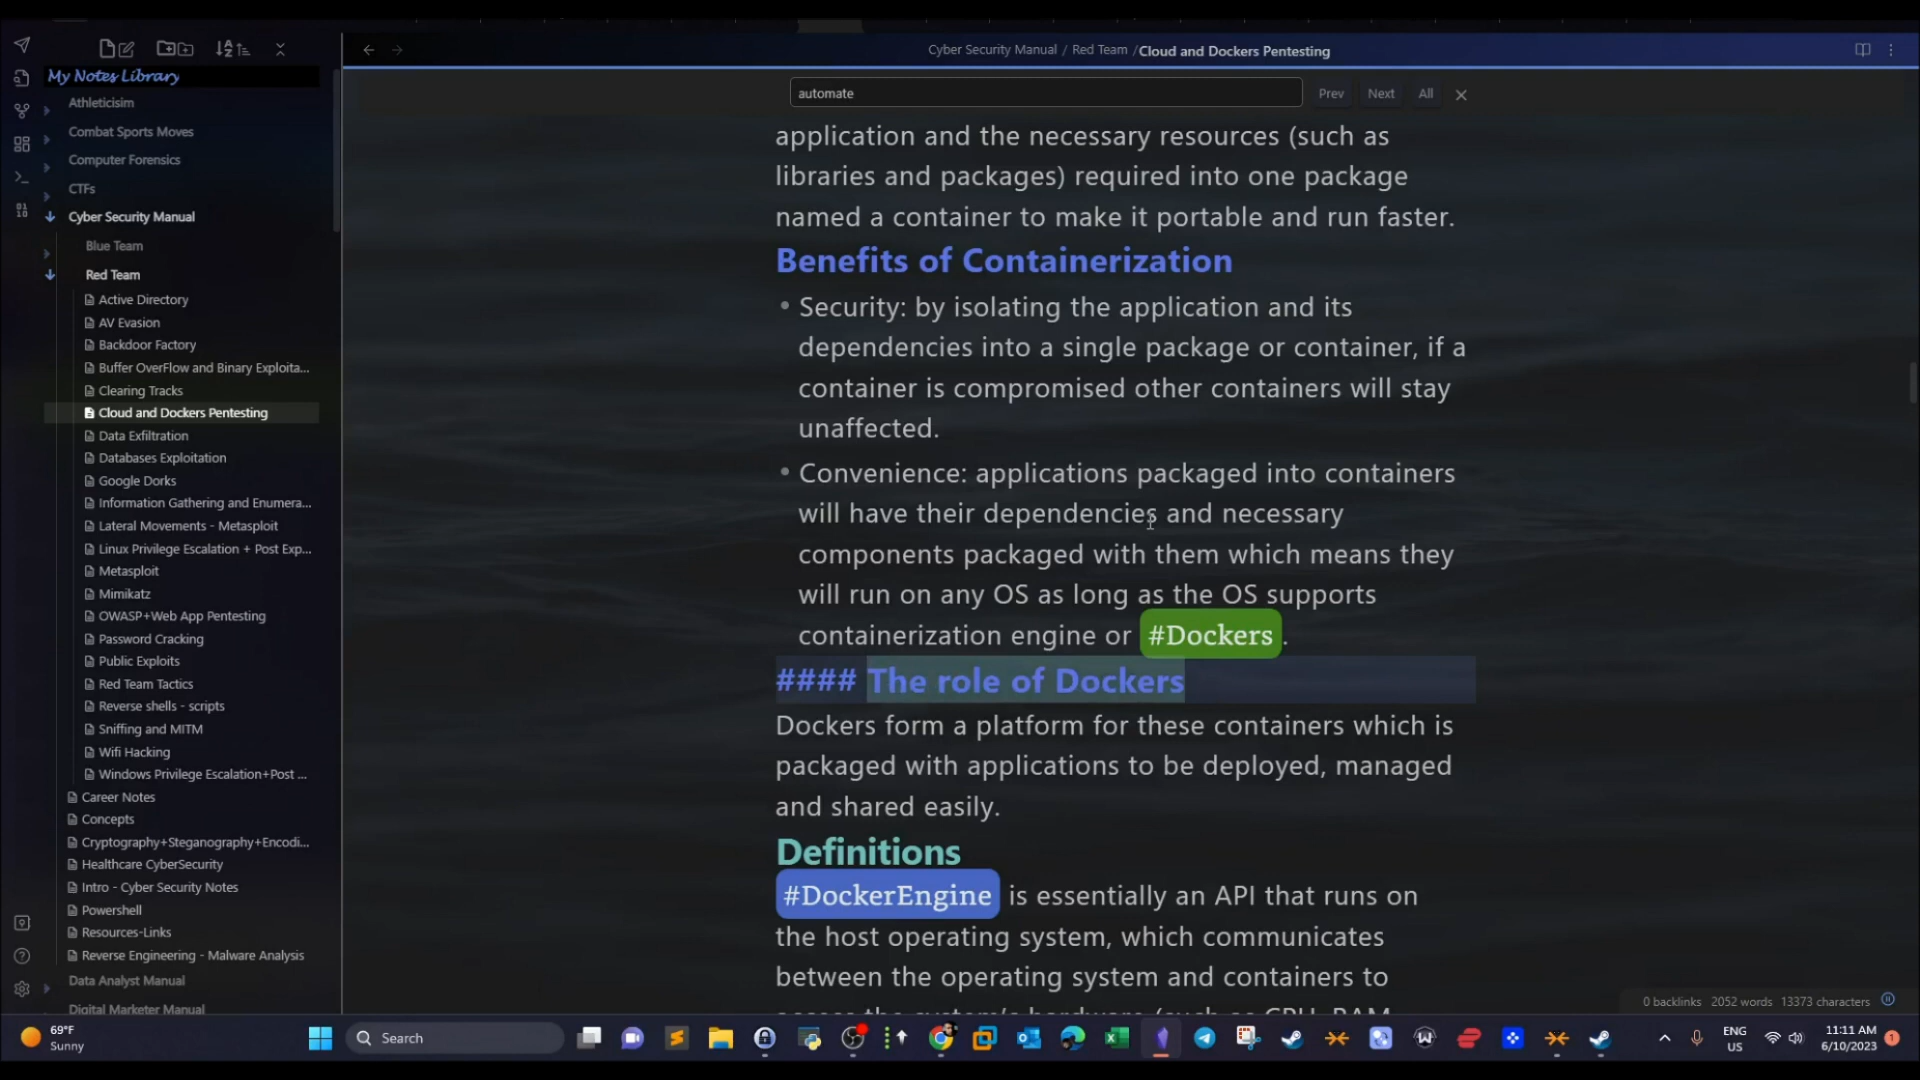 My Notes Library
Athleticisim
Combat Sports Moves
Computer Forensics
CTFs
Cyber Security Manual
Blue Team
Red Team
Active Directory
AV Evasion
Backdoor Factory
Buffer OverFlow and Binary Exploita...
Clearing Tracks
Cloud and Dockers Pentesting
Data Exfiltration
Databases Exploitation
Google Dorks
Information Gathering and Enumera...
Lateral Movements - Metasploit
Linux Privilege Escalation + Post Exp...
Metasploit
Mimikatz
OWASP+Web App Pentesting
Password Cracking
Public Exploits
Red Team Tactics
Reverse shells - scripts
Sniffing and MITM
Wifi Hacking
Windows Privilege Escalation+Post ...
Career Notes
Concepts
Cryptography+Steganography+Encodi...
Healthcare CyberSecurity
Intro - Cyber Security Notes
Powershell
Resources-Links
Reverse Engineering - Malware Analysis
Data Analyst Manual
Digital Marketer Manual
Cyber Security Manual / Red Team / Cloud and Dockers Pentesting
automate
Prev Next All
application and the necessary resources (such as
libraries and packages) required into one package
named a container to make it portable and run faster.
Benefits of Containerization
• Security: by isolating the application and its
dependencies into a single package or container, if a
container is compromised other containers will stay
unaffected.
• Convenience: applications packaged into containers
will have their dependencies and necessary
components packaged with them which means they
will run on any OS as long as the OS supports
containerization engine or #Dockers .
#### The role of Dockers
Dockers form a platform for these containers which is
packaged with applications to be deployed, managed
and shared easily.
Definitions
#DockerEngine is essentially an API that runs on
the host operating system, which communicates
between the operating system and containers to
access the system's hardware (such as CPU, RAM
0 backlinks 2052 words 13373 characters
69°F
Sunny
Search
ENG
US
11:11 AM
6/10/2023
1